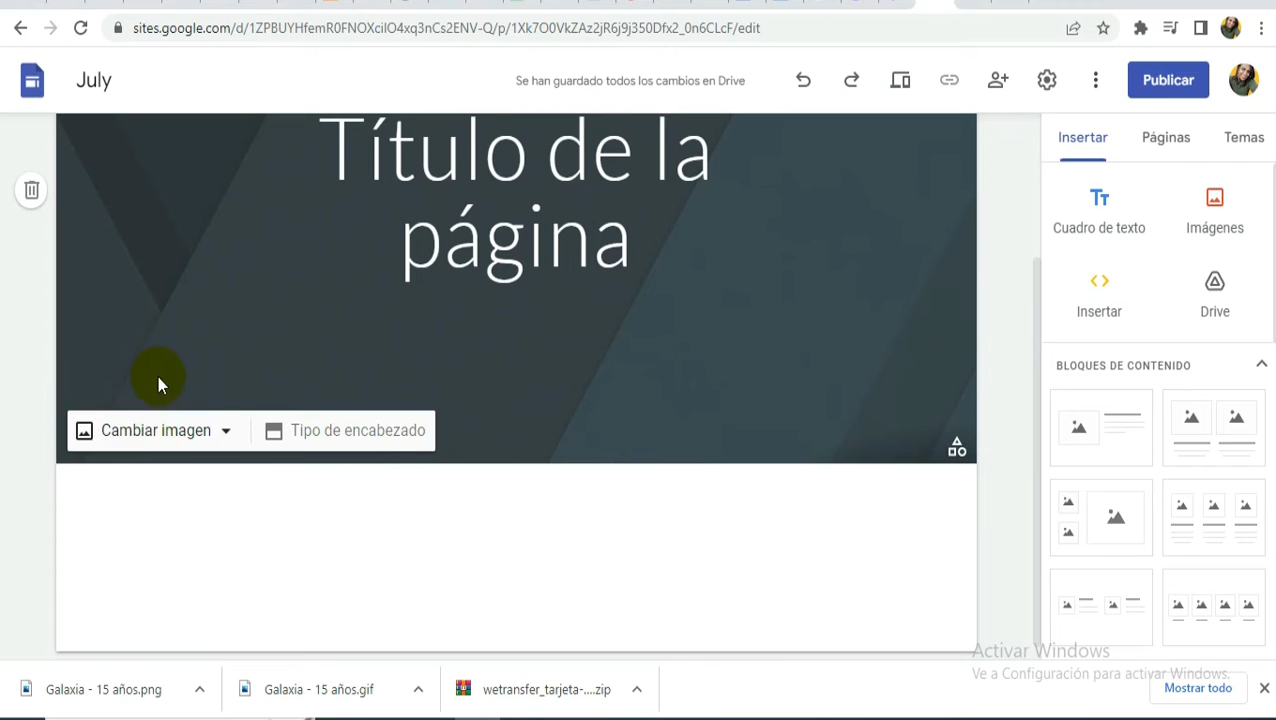 sites.google.com/d/1ZPBUYHfemR0FNOXcilO4xq3nCs2ENV-Q/p/1Xk7O0VkZAz2jR6j9j350Dfx2_0n6CLcF/edit
July
Se han guardado todos los cambios en Drive
Publicar
Insertar
Páginas
Temas
Título de la
página
Tт
Cuadro de texto
Imágenes
Insertar
Drive
BLOQUES DE CONTENIDO
Cambiar imagen
Tipo de encabezado
Activar Windows
Ve a Configuración para activar Windows.
Galaxia - 15 años.png
Galaxia - 15 años.gif
wetransfer_tarjeta-....zip
Mostrar todo